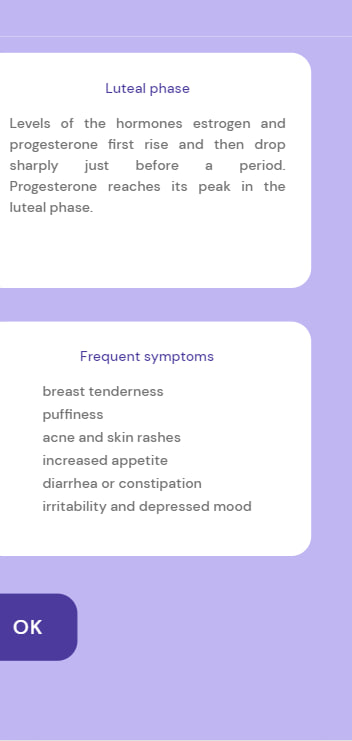 Luteal phase
Levels of the hormones estrogen and
progesterone first rise and then drop
sharply just before a period.
Progesterone reaches its peak in the
luteal phase.
Frequent symptoms
breast tenderness
puffiness
acne and skin rashes
increased appetite
diarrhea or constipation
irritability and depressed mood
OK